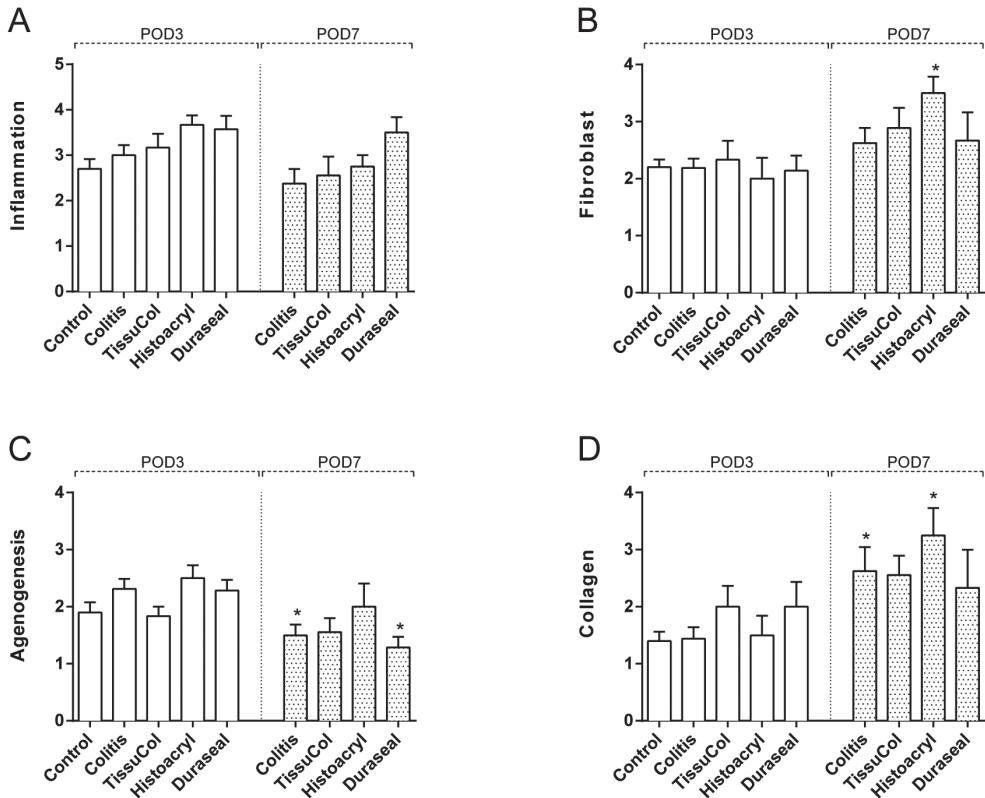 A
POD3 POD7
Inflammation
5
4
3
2
1
0
Control Colitis TissuCol Histoacryl Duraseal Colitis TissuCol Histoacryl Duraseal
B
POD3 POD7
Fibroblast
4
3
2
1
0
*
Control Colitis TissuCol Histoacryl Duraseal Colitis TissuCol Histoacryl Duraseal
C
POD3 POD7
Agenogenesis
4
3
2
1
0
* *
Control Colitis TissuCol Histoacryl Duraseal Colitis TissuCol Histoacryl Duraseal
D
POD3 POD7
Collagen
4
3
2
1
0
* *
Control Colitis TissuCol Histoacryl Duraseal Colitis TissuCol Histoacryl Duraseal